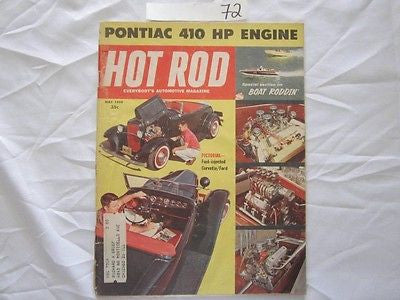 72
PONTIAC 410 HP ENGINE
HOT ROD
EVERYBODY'S AUTOMOTIVE MAGAZINE
MAY
35c
Special section on
BOAT RODDIN'
PICTORIAL—
Fuel-injected
Corvette/Ford